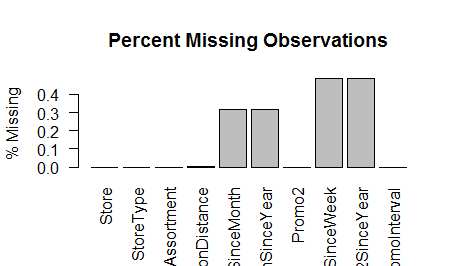 Percent Missing Observations
% Missing
0.4
0.3
0.2
0.1
0.0
Store
StoreType
Assortment
onDistance
SinceMonth
nSinceYear
Promo2
SinceWeek
2SinceYear
omoInterval